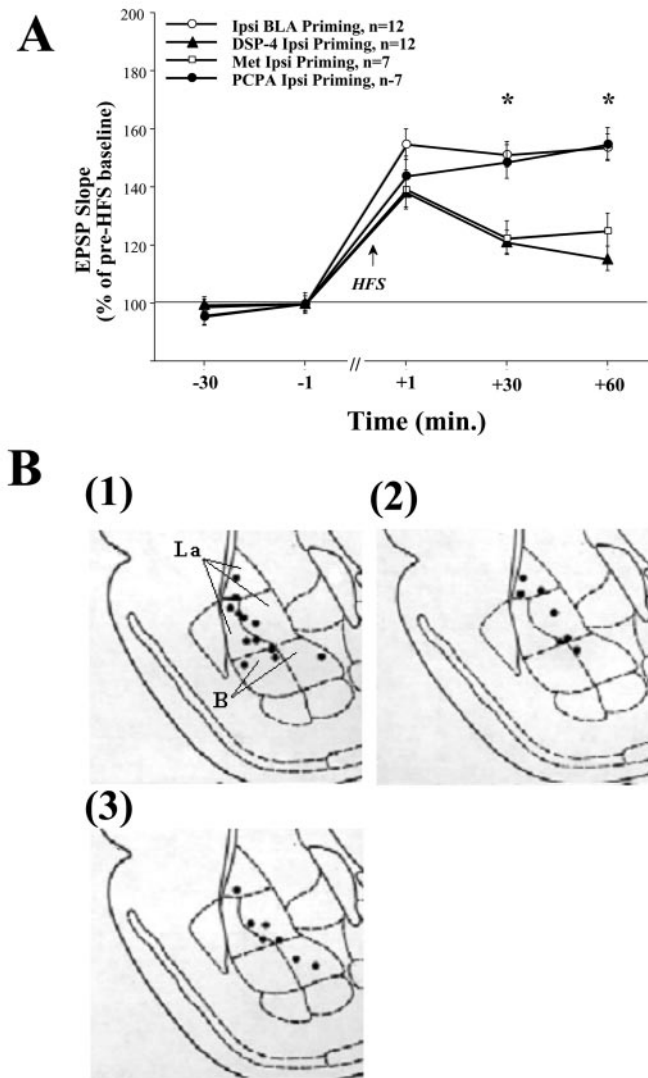 A
Ipsi BLA Priming, n=12
DSP-4 Ipsi Priming, n=12
Met Ipsi Priming, n=7
PCPA Ipsi Priming, n-7
200
180
160
140
120
100
* *
HFS
EPSP Slope
(% of pre-HFS baseline)
-30 -1 // +1 +30 +60
Time (min.)
B
(1) (2)
La
B
(3)